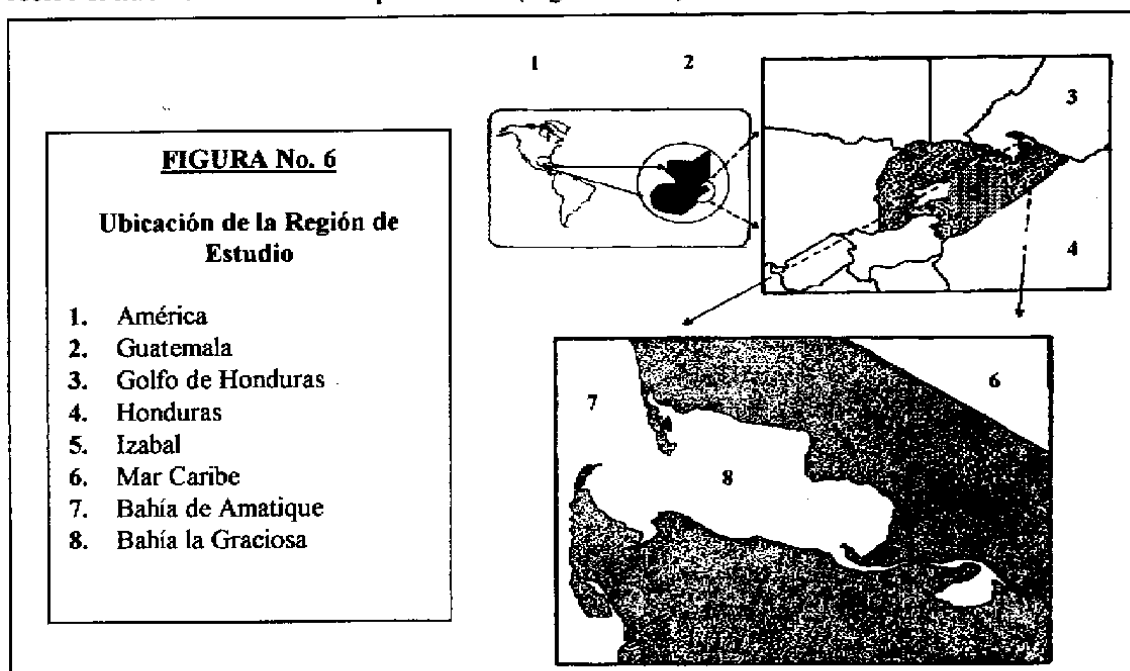 FIGURA No. 6
Ubicación de la Región de
Estudio
1. América
2. Guatemala
3. Golfo de Honduras
4. Honduras
5. Izabal
6. Mar Caribe
7. Bahía de Amatique
8. Bahía la Graciosa
1 2
3
4
6
7
8